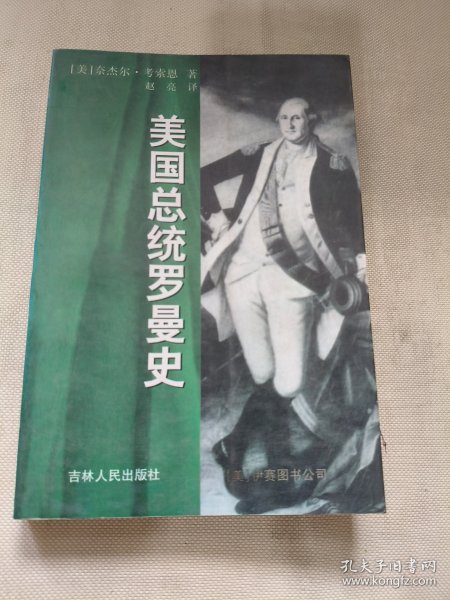 [美]奈杰尔·考索恩 著
赵亮 译
美国总统罗曼史
吉林人民出版社
[美]伊赛图书公司
孔夫子旧书网
www.kongfz.com